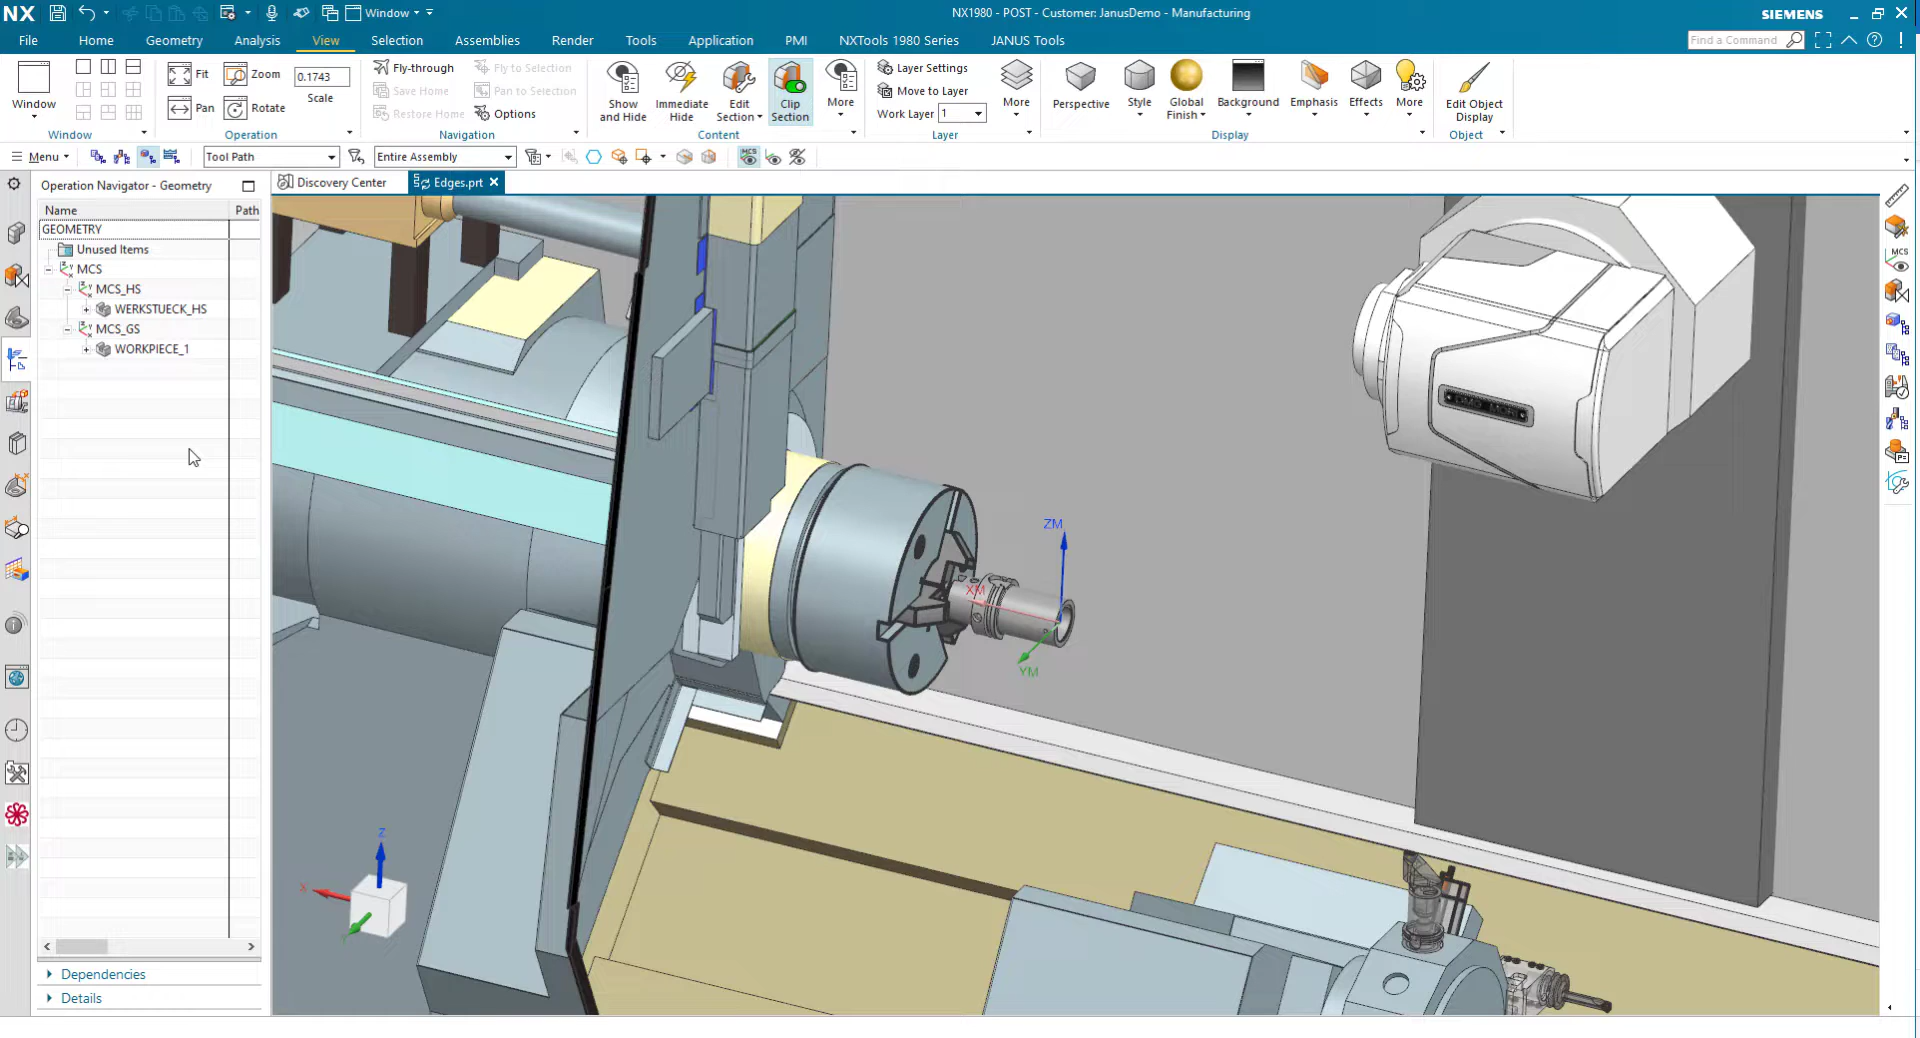 NX
Window
NX1980 - POST - Customer: JanusDemo - Manufacturing
SIEMENS
File
Home
Geometry
Analysis
View
Selection
Assemblies
Render
Tools
Application
PMI
NXTools 1980 Series
JANUS Tools
Find a Command
Window
Window
Fit
Zoom
0.1743
Pan
Rotate
Scale
Operation
Fly-through
Fly to Selection
Save Home
Pan to Selection
Restore Home
Options
Navigation
Show and Hide
Immediate Hide
Edit Section
Clip Section
More
Content
Layer Settings
Move to Layer
Work Layer 1
More
Layer
Perspective
Style
Global Finish
Background
Emphasis
Effects
More
Display
Edit Object Display
Object
Menu
Tool Path
Entire Assembly
MCS
Operation Navigator - Geometry
Discovery Center
Edges.prt
Name
Path
GEOMETRY
Unused Items
MCS
MCS_HS
WERKSTUECK_HS
MCS_GS
WORKPIECE_1
MCS
ZM
XM
YM
Z
X
Dependencies
Details